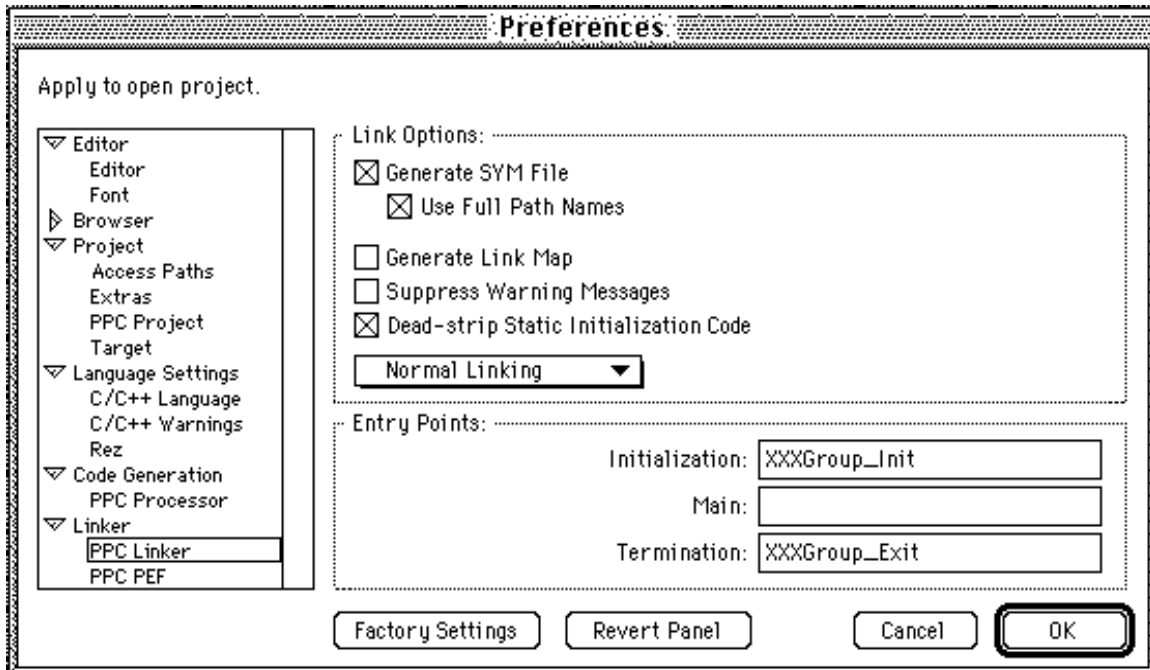 Preferences
Apply to open project.
Editor
Editor
Font
Browser
Project
Access Paths
Extras
PPC Project
Target
Language Settings
C/C++ Language
C/C++ Warnings
Rez
Code Generation
PPC Processor
Linker
PPC Linker
PPC PEF
Link Options:
Generate SYM File
Use Full Path Names
Generate Link Map
Suppress Warning Messages
Dead-strip Static Initialization Code
Normal Linking
Entry Points:
Initialization: XXXGroup_Init
Main:
Termination: XXXGroup_Exit
Factory Settings Revert Panel Cancel OK